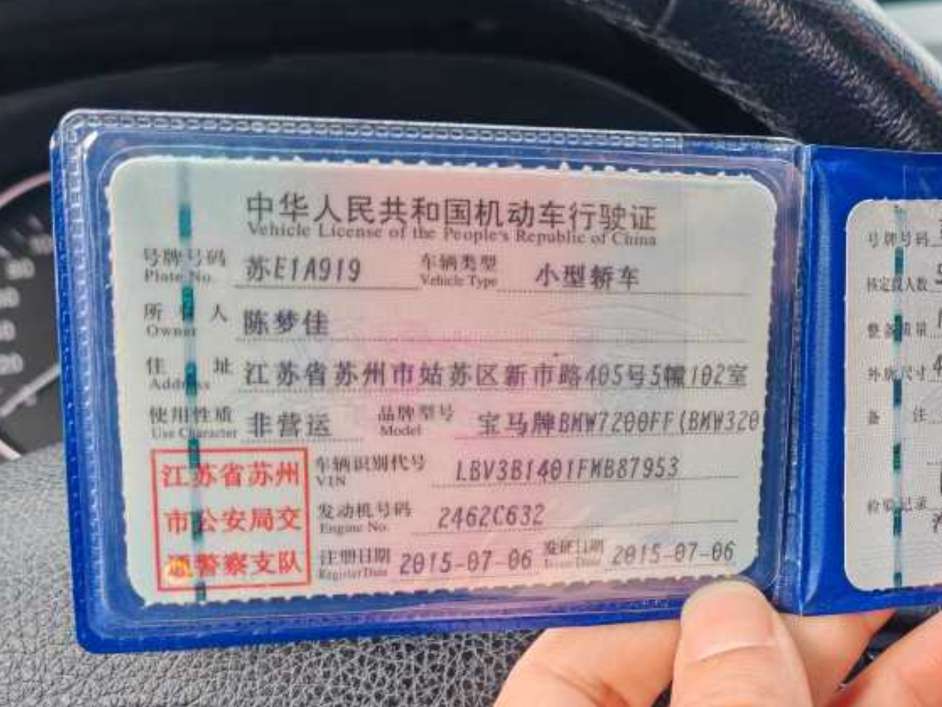 中华人民共和国机动车行驶证
Vehicle License of the People's Republic of China
号牌号码 苏E1A919 车辆类型 小型轿车
Plate No. Vehicle Type
所有人 陈梦佳
Owner
住址 江苏省苏州市姑苏区新市路405号5幢102室
Address
使用性质 非营运 品牌型号 宝马牌BMW7200FF(BMW320
Use Character Model
江苏省苏州
市公安局交
通警察支队
车辆识别代号 LBV3B1401FMB87953
VIN
发动机号码 2462C632
Engine No.
注册日期 2015-07-06 发证日期 2015-07-06
Register Date Issue Date
号牌号码
核定载人数
整备质量
外廓尺寸
备注
检验记录